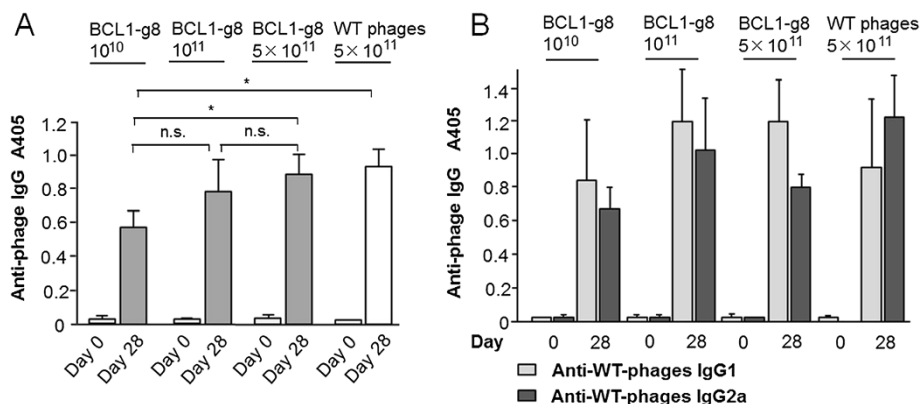 A
BCL1-g8 BCL1-g8 BCL1-g8 WT phages
10¹⁰ 10¹¹ 5×10¹¹ 5×10¹¹
*
*
n.s. n.s.
Anti-phage IgG A405
1.2
1.0
0.8
0.6
0.4
0.2
0
Day 0 Day 28 Day 0 Day 28 Day 0 Day 28 Day 0 Day 28
B
BCL1-g8 BCL1-g8 BCL1-g8 WT phages
10¹⁰ 10¹¹ 5×10¹¹ 5×10¹¹
Anti-phage IgG A405
1.4
1.2
1.0
0.8
0.6
0.4
0.2
0
Day 0 28 0 28 0 28 0 28
Anti-WT-phages IgG1
Anti-WT-phages IgG2a